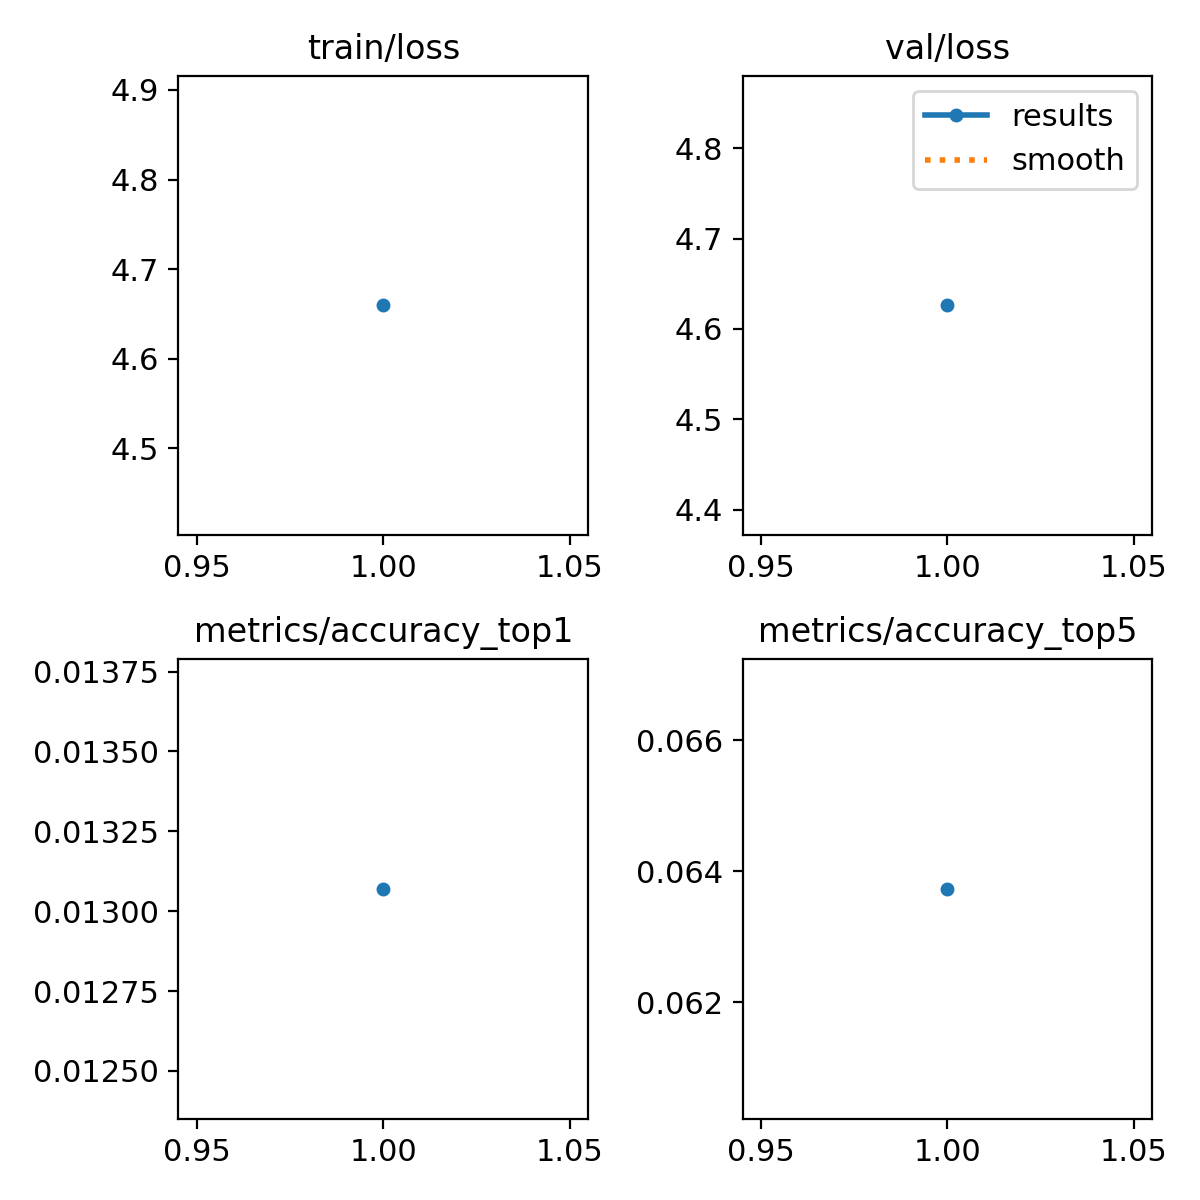 train/loss
4.9
4.8
4.7
4.6
4.5
0.95 1.00 1.05
val/loss
results
smooth
4.8
4.7
4.6
4.5
4.4
0.95 1.00 1.05
metrics/accuracy_top1
0.01375
0.01350
0.01325
0.01300
0.01275
0.01250
0.95 1.00 1.05
metrics/accuracy_top5
0.066
0.064
0.062
0.95 1.00 1.05